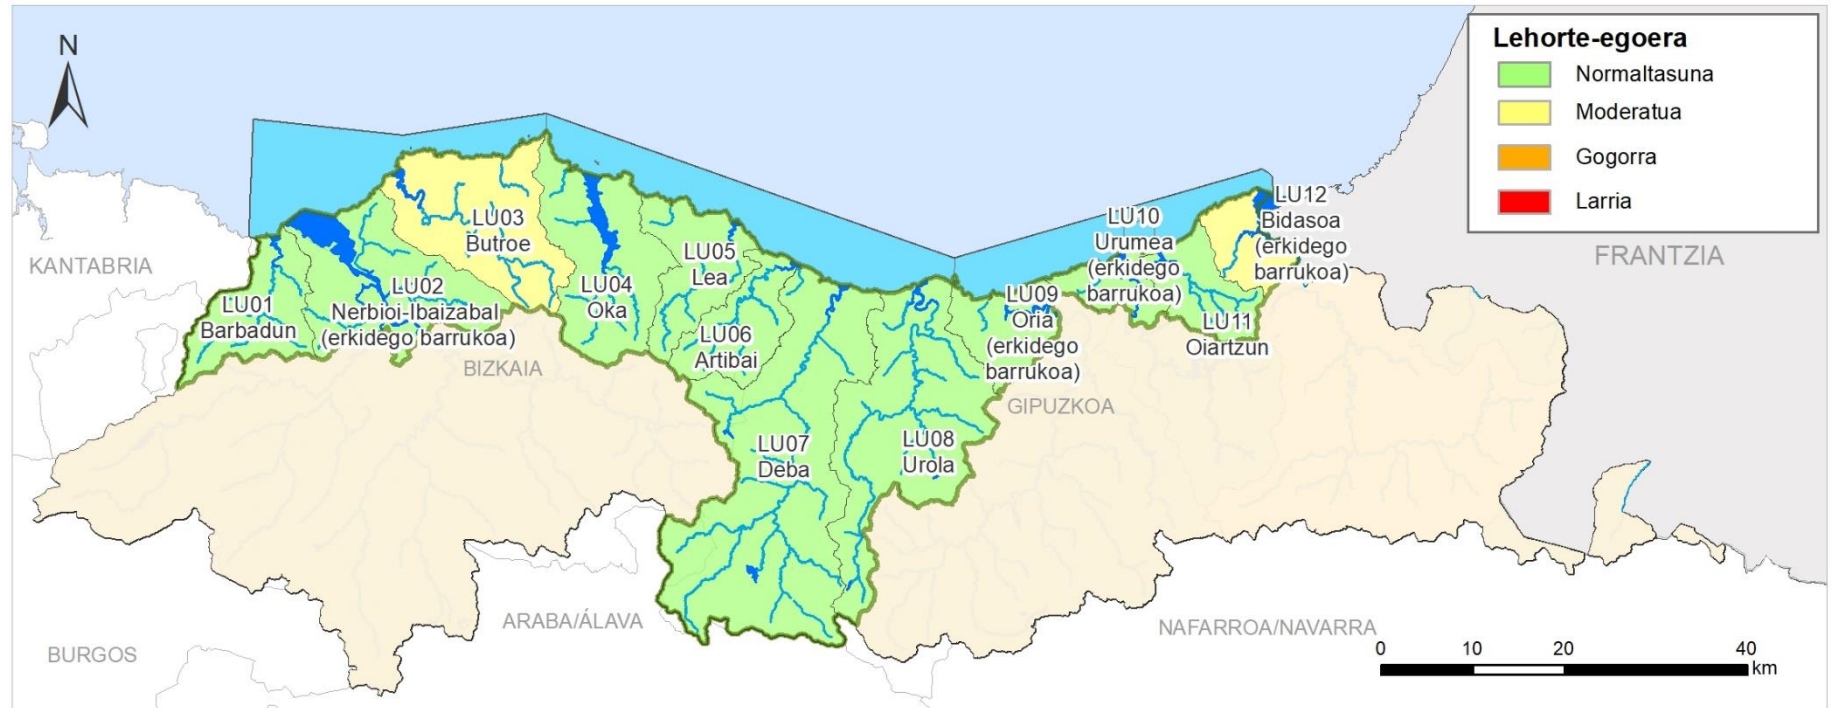 N
Lehorte-egoera
Normaltasuna
Moderatua
Gogorra
Larria
FRANTZIA
KANTABRIA
LU01
Barbadun
LU02
Nerbioi-Ibaizabal
(erkidego barrukoa)
LU03
Butroe
LU04
Oka
LU05
Lea
LU06
Artibai
LU07
Deba
LU08
Urola
LU09
Oria
(erkidego
barrukoa)
LU10
Urumea
(erkidego
barrukoa)
LU11
Oiartzun
LU12
Bidasoa
(erkidego
barrukoa)
BIZKAIA
GIPUZKOA
ARABA/ÁLAVA
NAFARROA/NAVARRA
BURGOS
0 10 20 40
km